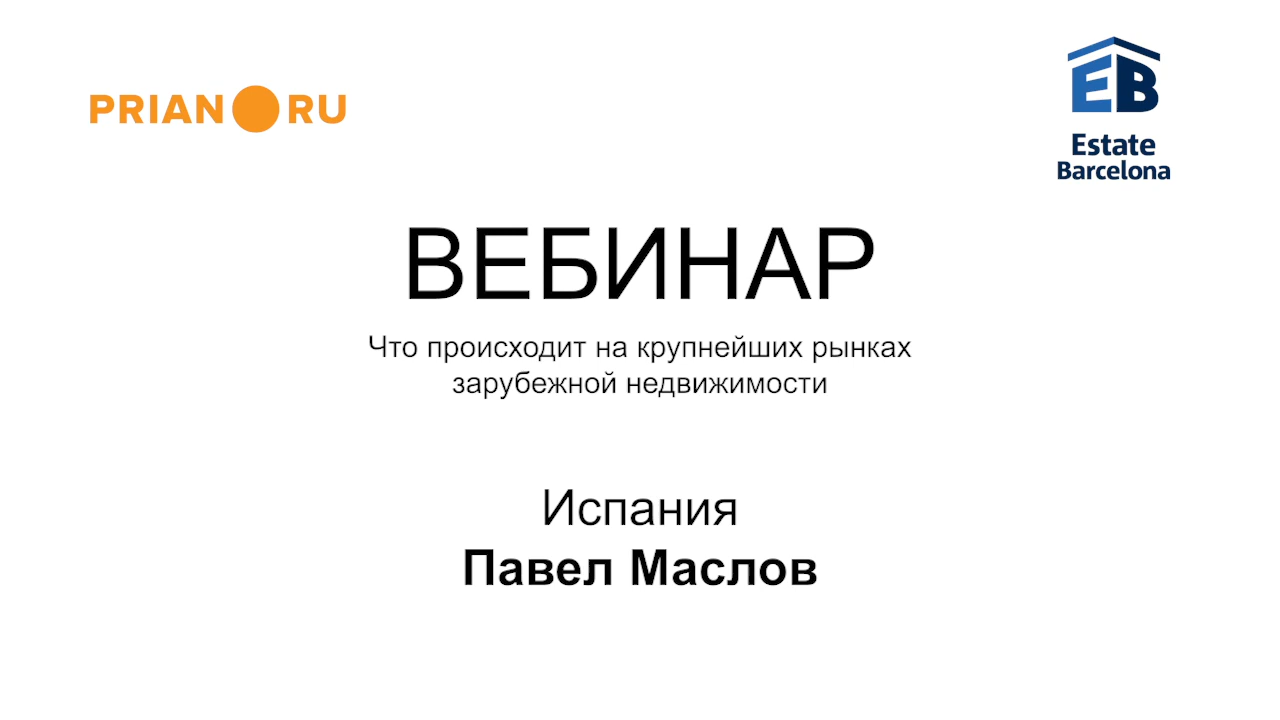 PRIAN RU
EB
Estate
Barcelona
ВЕБИНАР
Что происходит на крупнейших рынках
зарубежной недвижимости
Испания
Павел Маслов